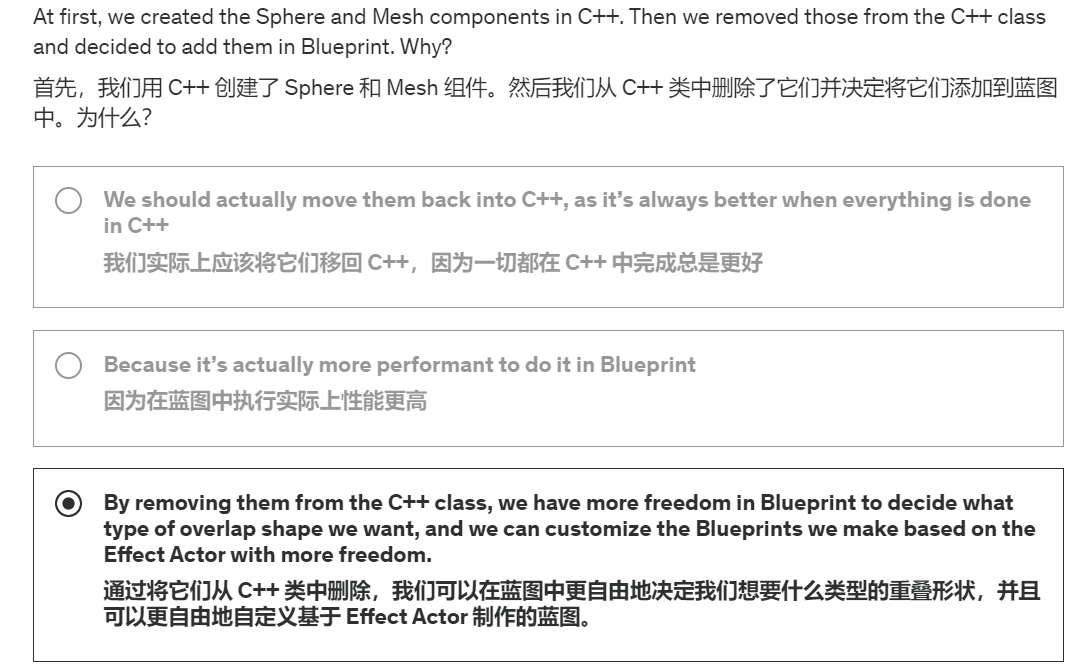 At first, we created the Sphere and Mesh components in C++. Then we removed those from the C++ class
and decided to add them in Blueprint. Why?
首先，我们用 C++ 创建了 Sphere 和 Mesh 组件。然后我们从 C++ 类中删除了它们并决定将它们添加到蓝图
中。为什么？
We should actually move them back into C++, as it’s always better when everything is done
in C++
我们实际上应该将它们移回 C++，因为一切都在 C++ 中完成总是更好
Because it’s actually more performant to do it in Blueprint
因为在蓝图中执行实际上性能更高
By removing them from the C++ class, we have more freedom in Blueprint to decide what
type of overlap shape we want, and we can customize the Blueprints we make based on the
Effect Actor with more freedom.
通过将它们从 C++ 类中删除，我们可以在蓝图中更自由地决定我们想要什么类型的重叠形状，并且
可以更自由地自定义基于 Effect Actor 制作的蓝图。